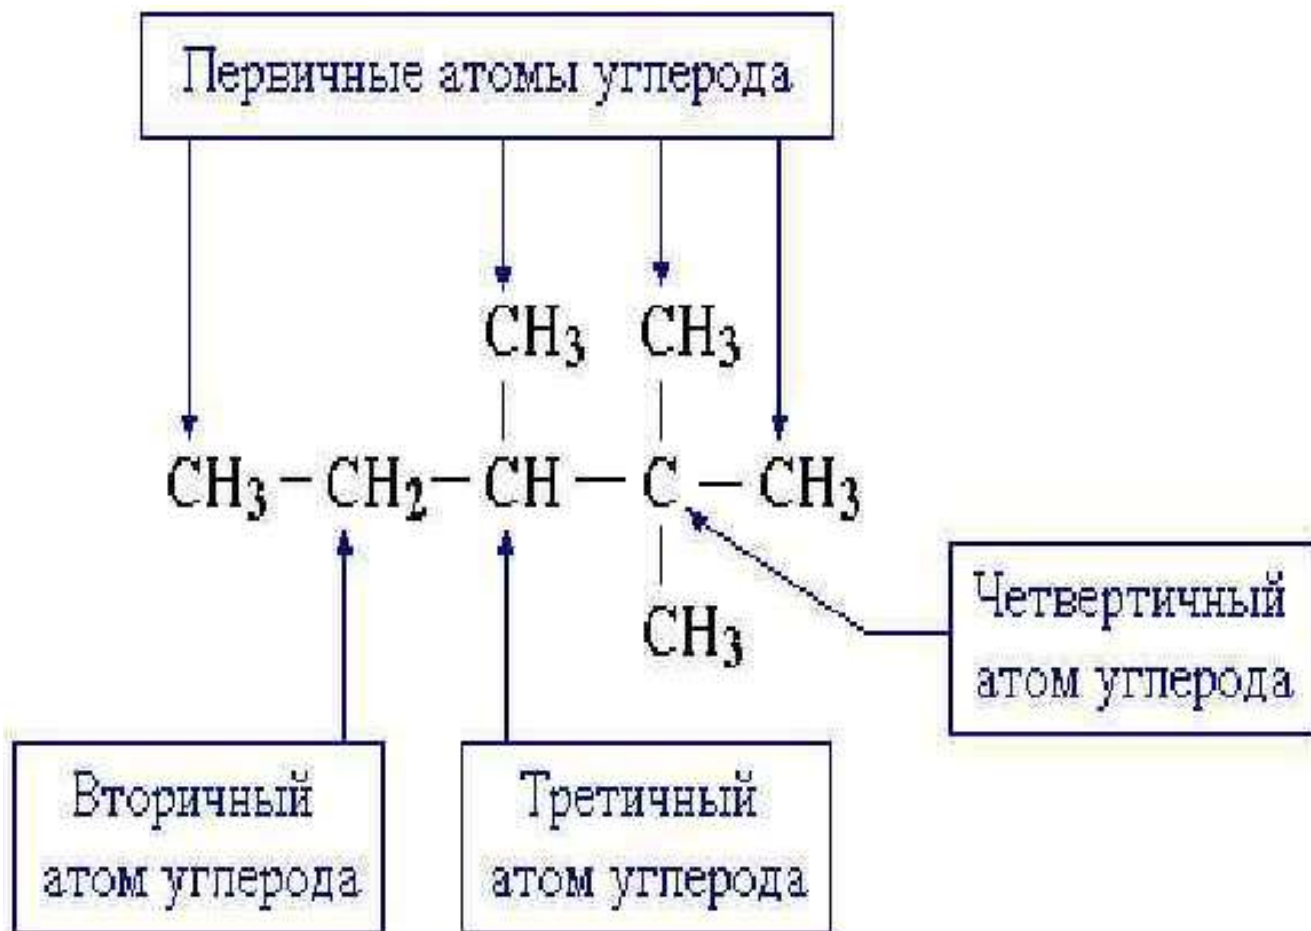 Первичные атомы углерода
CH3 CH3
CH3–CH2–CH–C–CH3
CH3
Четвертичный
атом углерода
Вторичный
атом углерода
Третичный
атом углерода